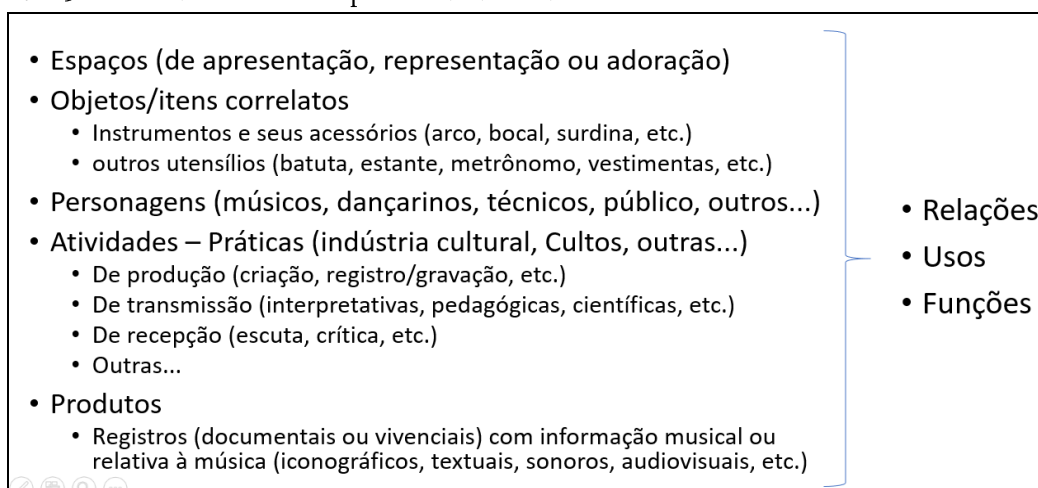 • Espaços (de apresentação, representação ou adoração)
• Objetos/itens correlatos
• Instrumentos e seus acessórios (arco, bocal, surdina, etc.)
• outros utensílios (batuta, estante, metrônomo, vestimentas, etc.)
• Personagens (músicos, dançarinos, técnicos, público, outros...)
• Atividades – Práticas (indústria cultural, Cultos, outras...)
• De produção (criação, registro/gravação, etc.)
• De transmissão (interpretativas, pedagógicas, científicas, etc.)
• De recepção (escuta, crítica, etc.)
• Outras...
• Produtos
• Registros (documentais ou vivenciais) com informação musical ou
relativa à música (iconográficos, textuais, sonoros, audiovisuais, etc.)
• Relações
• Usos
• Funções